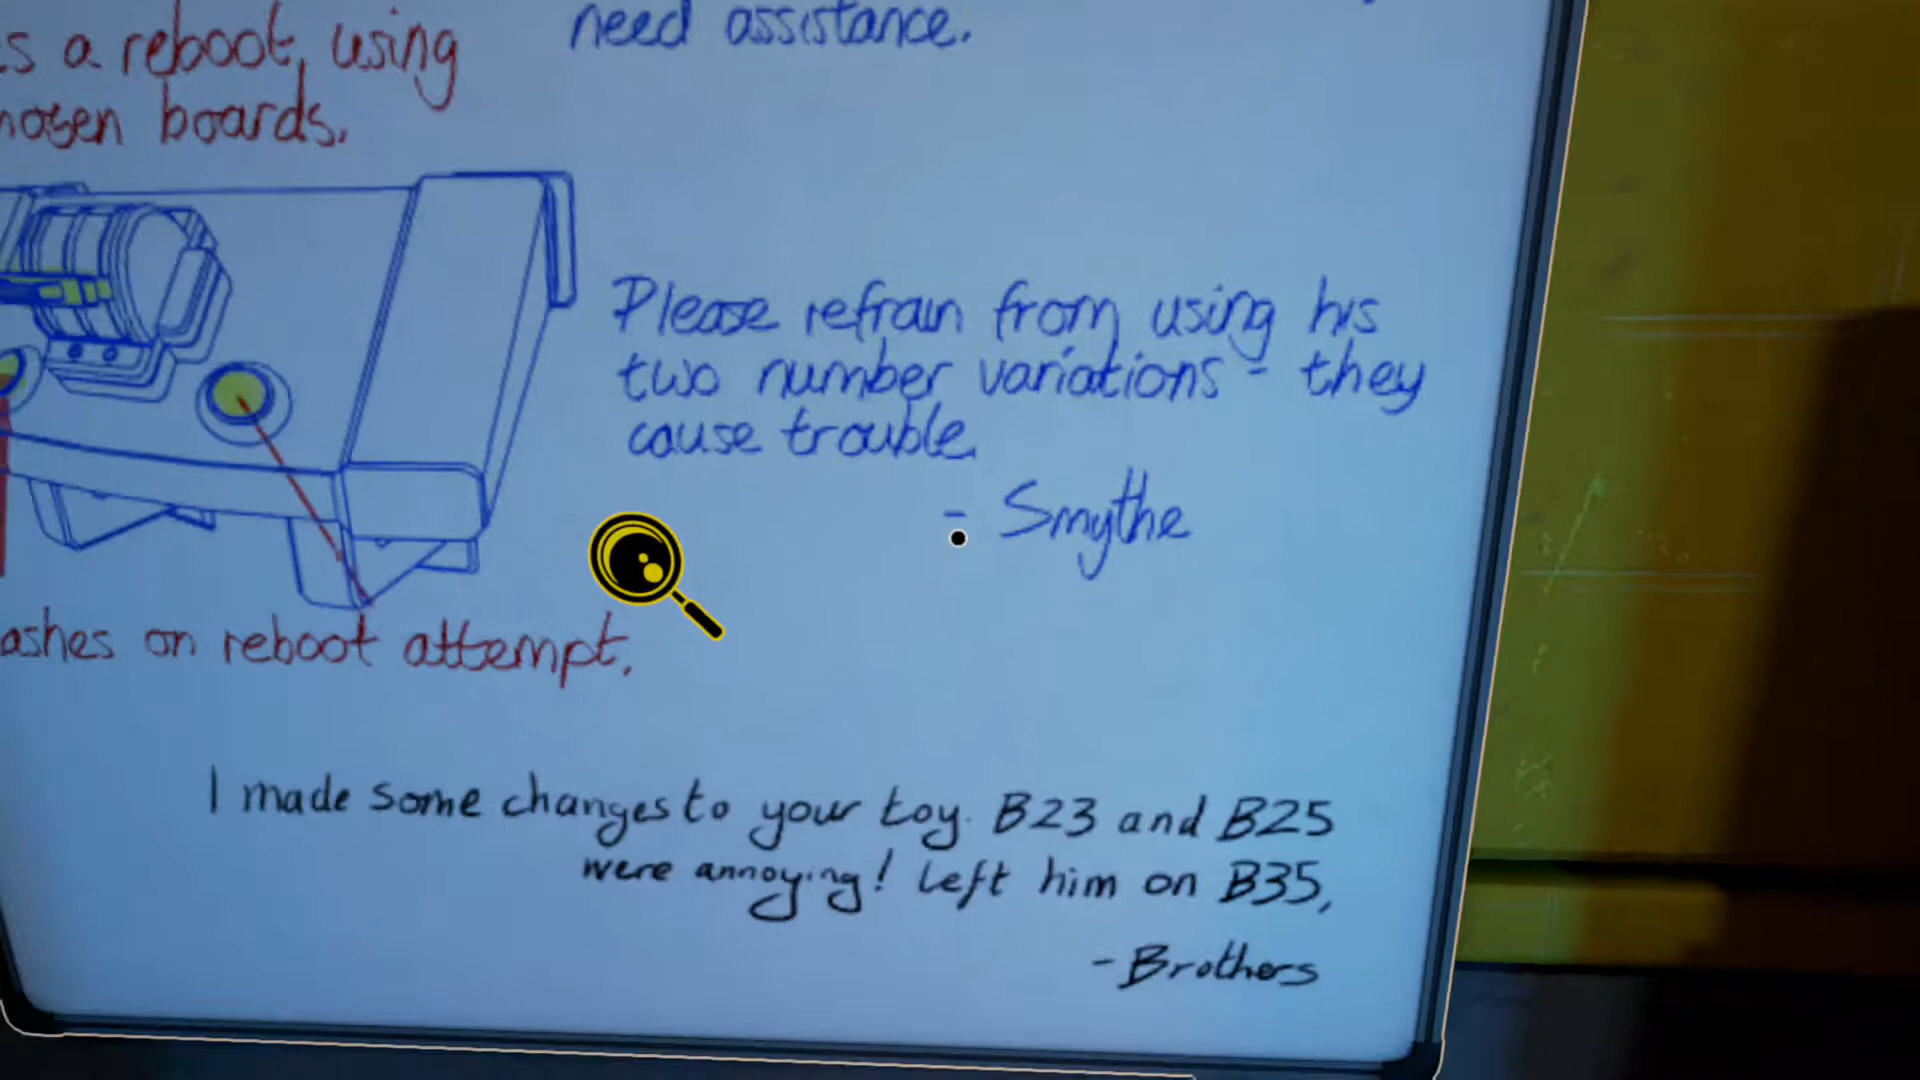 s a reboot, using
hosen boards.
need assistance.
Please refrain from using his
two number variations - they
cause trouble.
- Smythe
ashes on reboot attempt.
I made some changes to your toy. B23 and B25
were annoying! Left him on B35,
- Brothers